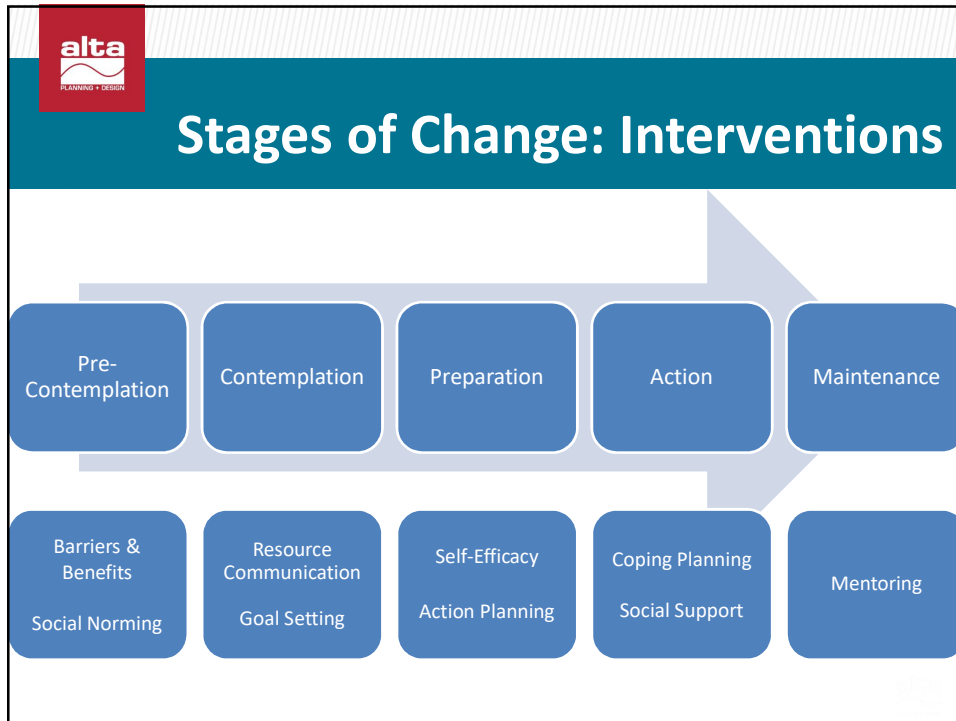 alta
PLANNING + DESIGN
Stages of Change: Interventions
Pre-
Contemplation
Contemplation
Preparation
Action
Maintenance
Barriers &
Benefits
Social Norming
Resource
Communication
Goal Setting
Self-Efficacy
Action Planning
Coping Planning
Social Support
Mentoring